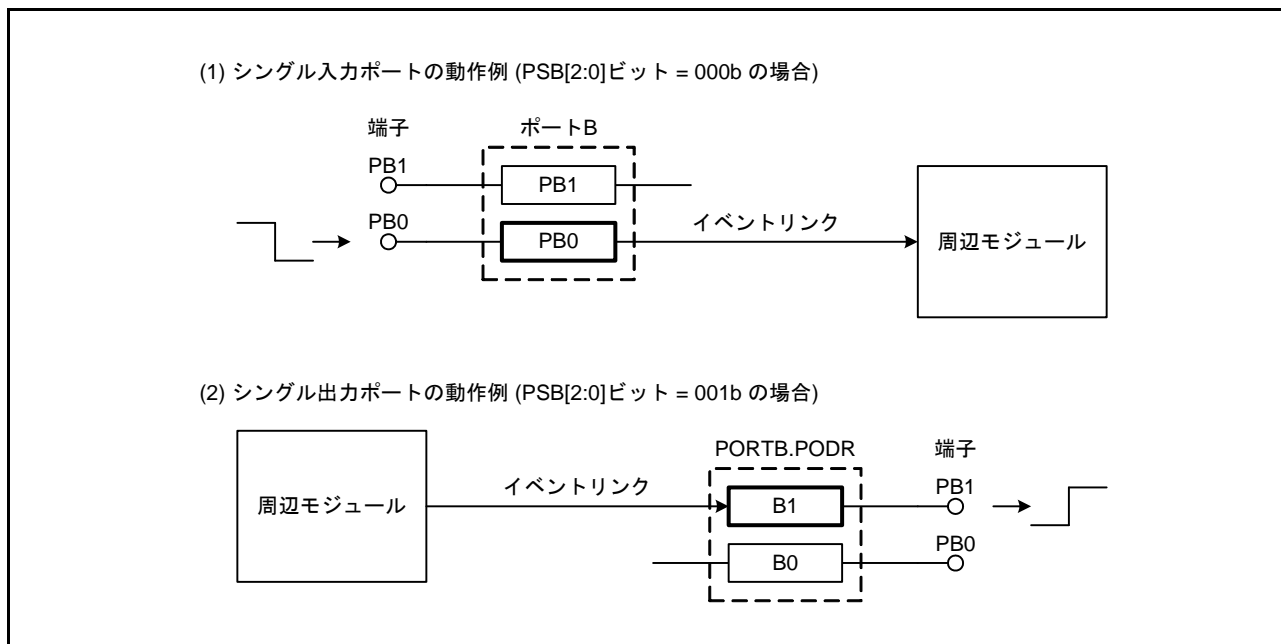 (1) シングル入力ポートの動作例 (PSB[2:0]ビット = 000b の場合)
端子
ポートB
PB1
PB1
PB0
PB0
イベントリンク
周辺モジュール
(2) シングル出力ポートの動作例 (PSB[2:0]ビット = 001b の場合)
周辺モジュール
イベントリンク
PORTB.PODR
端子
B1
PB1
B0
PB0